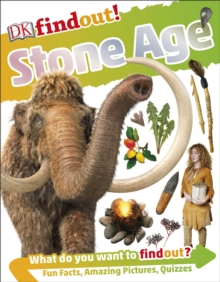 DK findout!
Stone Age
What do you want to findout?
Fun Facts, Amazing Pictures, Quizzes